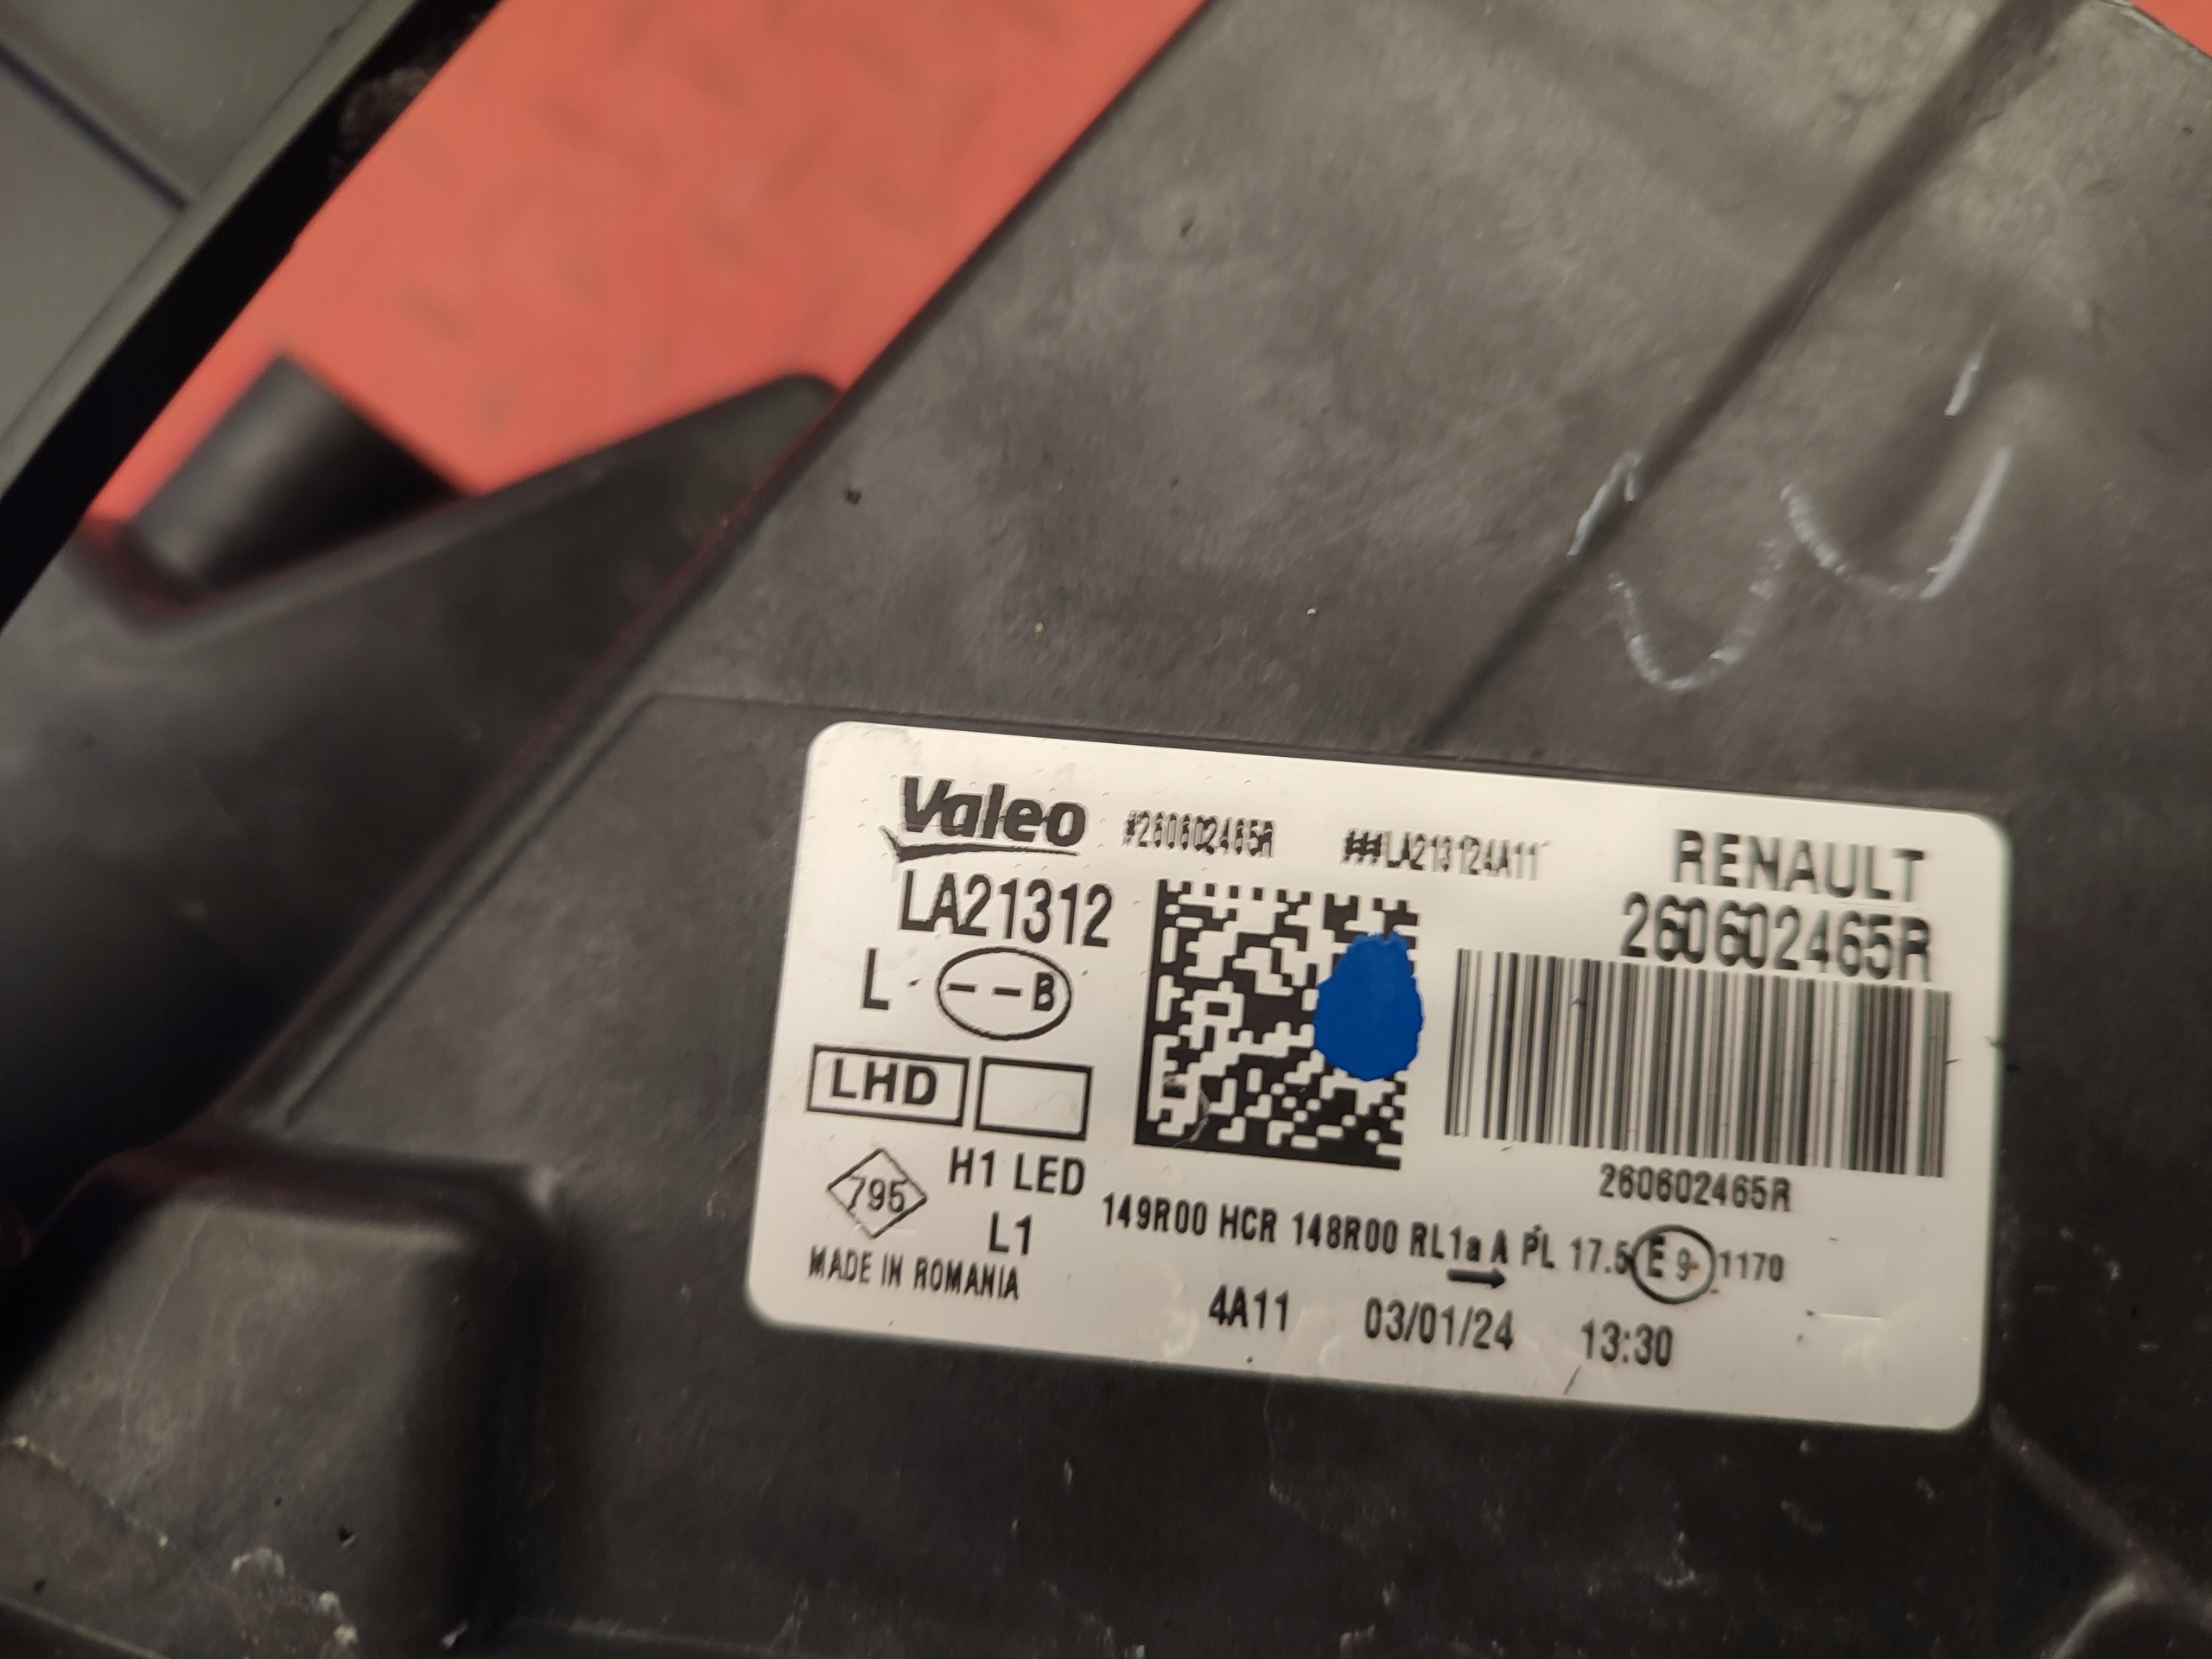 Valeo #260602465R ###LA213124A11 RENAULT
LA21312 260602465R
L --B
LHD
260602465R
795 H1 LED
L1 149R00 HCR 148R00 RL1a A PL 17.5 E 9 1170
MADE IN ROMANIA
4A11 03/01/24 13:30